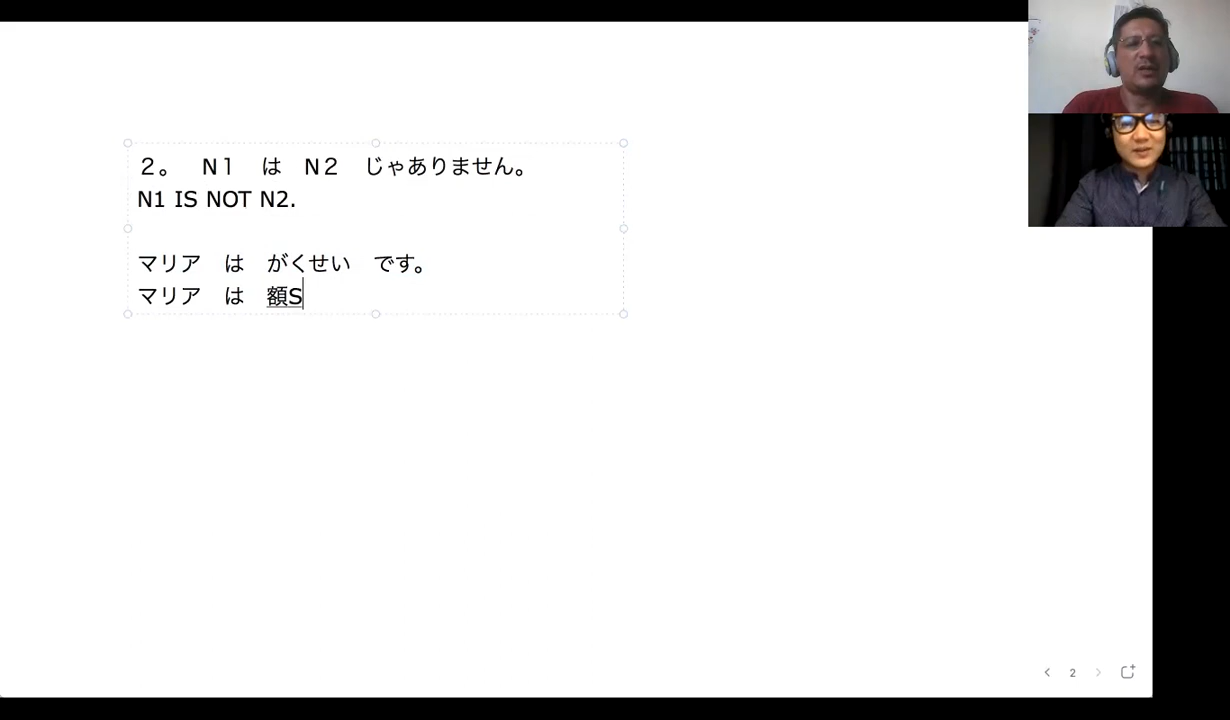 ２。　N１　は　N２　じゃありません。
N1 IS NOT N2.
マリア　は　がくせい　です。
マリア　は　額S
2